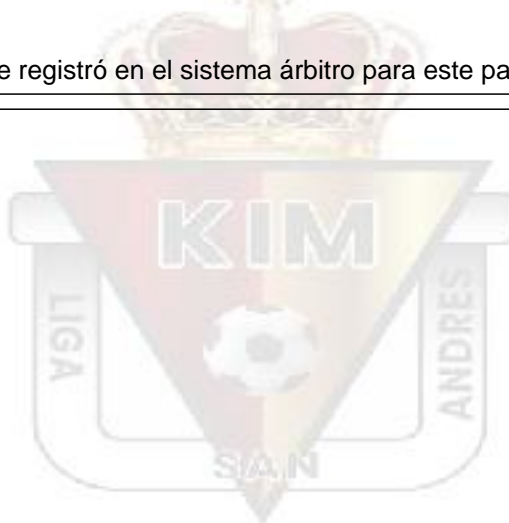 e registró en el sistema árbitro para este pa
KIM
LIGA
ANDRES
SAN